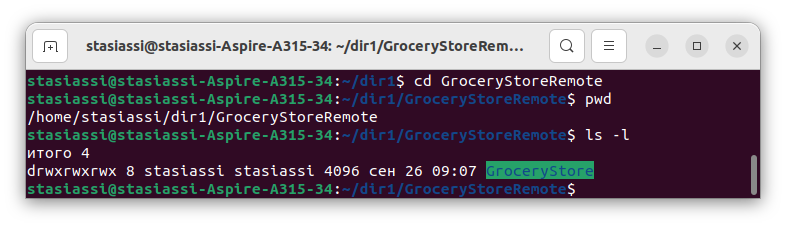 stasiassi@stasiassi-Aspire-A315-34: ~/dir1/GroceryStoreRem...
stasiassi@stasiassi-Aspire-A315-34:~/dir1$ cd GroceryStoreRemote
stasiassi@stasiassi-Aspire-A315-34:~/dir1/GroceryStoreRemote$ pwd
/home/stasiassi/dir1/GroceryStoreRemote
stasiassi@stasiassi-Aspire-A315-34:~/dir1/GroceryStoreRemote$ ls -l
итого 4
drwxrwxrwx 8 stasiassi stasiassi 4096 сен 26 09:07 GroceryStore
stasiassi@stasiassi-Aspire-A315-34:~/dir1/GroceryStoreRemote$